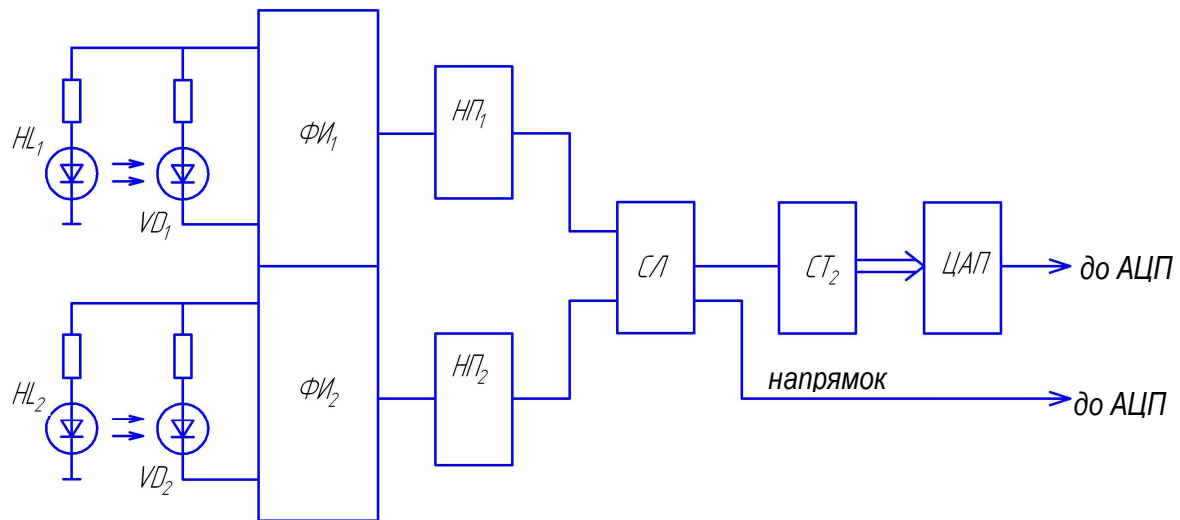 HL₁
VD₁
ФИ₁
НП₁
СЛ
СТ₂
ЦАП
до АЦП
HL₂
VD₂
ФИ₂
НП₂
напрямок
до АЦП